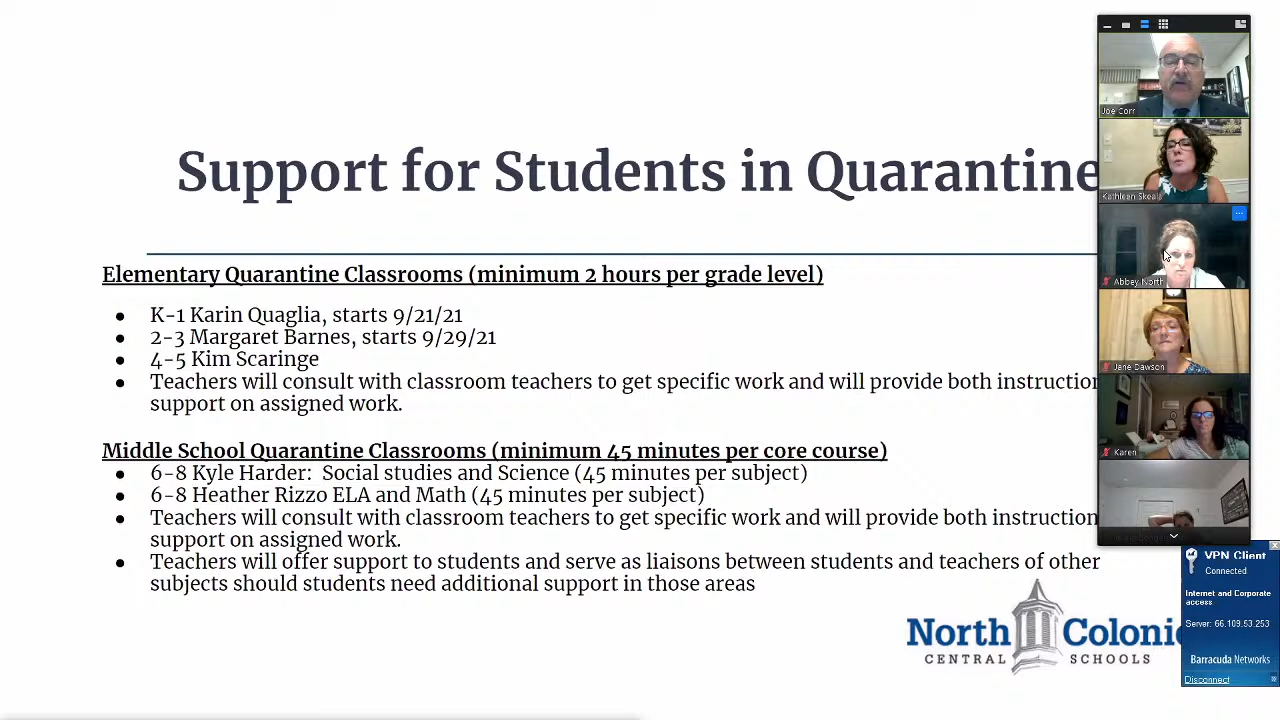 Support for Students in Quarantine
Elementary Quarantine Classrooms (minimum 2 hours per grade level)
● K-1 Karin Quaglia, starts 9/21/21
● 2-3 Margaret Barnes, starts 9/29/21
● 4-5 Kim Scaringe
● Teachers will consult with classroom teachers to get specific work and will provide both instruction
support on assigned work.
Middle School Quarantine Classrooms (minimum 45 minutes per core course)
● 6-8 Kyle Harder: Social studies and Science (45 minutes per subject)
● 6-8 Heather Rizzo ELA and Math (45 minutes per subject)
● Teachers will consult with classroom teachers to get specific work and will provide both instruction
support on assigned work.
● Teachers will offer support to students and serve as liaisons between students and teachers of other
subjects should students need additional support in those areas
North Coloni
CENTRAL SCHOOLS
Joe Corr
Kathleen Skeals
Abbey North
Jane Dawson
Karen
VPN Client
Connected
Internet and Corporate
access
Server: 66.109.53.253
Barracuda Networks
Disconnect